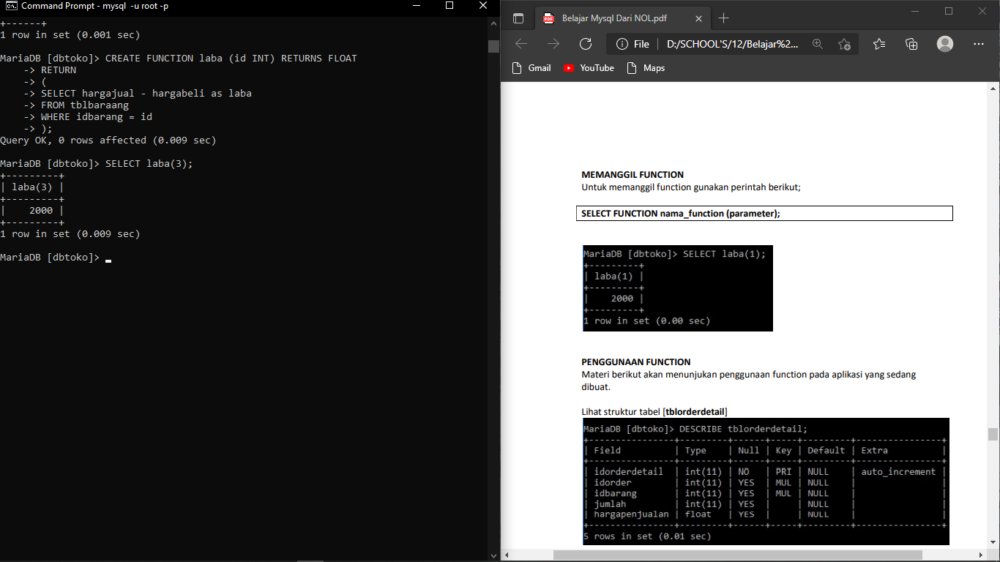 Command Prompt - mysql -u root -p
+------+
1 row in set (0.001 sec)
MariaDB [dbtoko]> CREATE FUNCTION laba (id INT) RETURNS FLOAT
    -> RETURN
    -> (
    -> SELECT hargajual - hargabeli as laba
    -> FROM tblbaraang
    -> WHERE idbarang = id
    -> );
Query OK, 0 rows affected (0.009 sec)
MariaDB [dbtoko]> SELECT laba(3);
+---------+
| laba(3) |
+---------+
|    2000 |
+---------+
1 row in set (0.009 sec)
MariaDB [dbtoko]> _
Belajar Mysql Dari NOL.pdf
File | D:/SCHOOL'S/12/Belajar%2...
Gmail YouTube Maps
MEMANGGIL FUNCTION
Untuk memanggil function gunakan perintah berikut;
SELECT FUNCTION nama_function (parameter);
MariaDB [dbtoko]> SELECT laba(1);
+---------+
| laba(1) |
+---------+
|    2000 |
+---------+
1 row in set (0.00 sec)
PENGGUNAAN FUNCTION
Materi berikut akan menunjukan penggunaan function pada aplikasi yang sedang
dibuat.
Lihat struktur tabel [tblorderdetail]
MariaDB [dbtoko]> DESCRIBE tblorderdetail;
+----------------+---------+------+-----+---------+----------------+
| Field          | Type    | Null | Key | Default | Extra          |
+----------------+---------+------+-----+---------+----------------+
| idorderdetail  | int(11) | NO   | PRI | NULL    | auto_increment |
| idorder        | int(11) | YES  | MUL | NULL    |                |
| idbarang       | int(11) | YES  | MUL | NULL    |                |
| jumlah         | int(11) | YES  |     | NULL    |                |
| hargapenjualan | float   | YES  |     | NULL    |                |
+----------------+---------+------+-----+---------+----------------+
5 rows in set (0.01 sec)